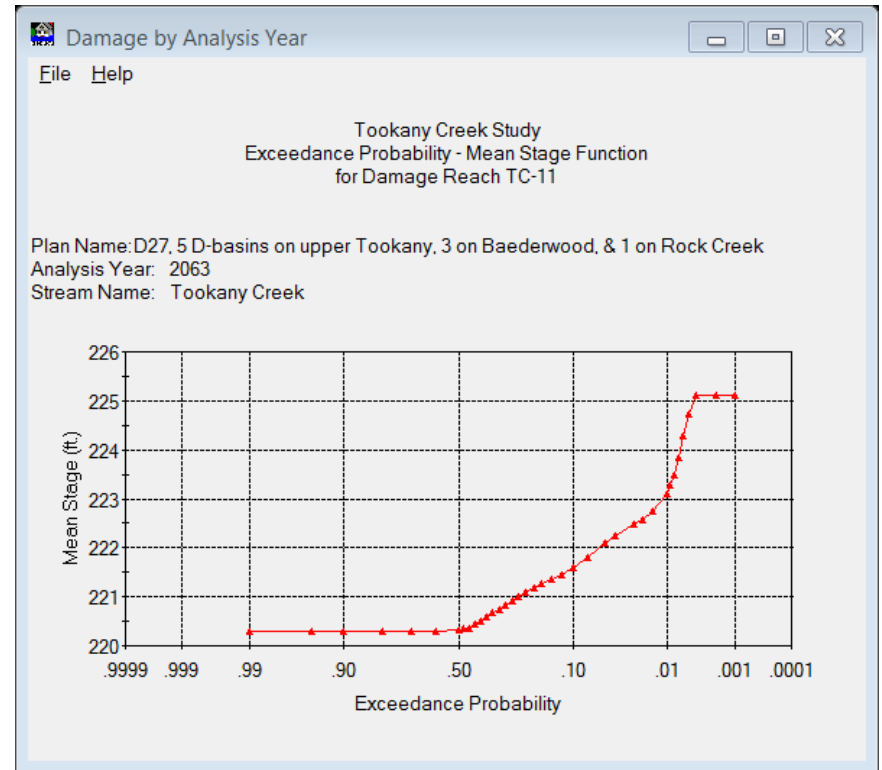 Damage by Analysis Year
File Help
Tookany Creek Study
Exceedance Probability - Mean Stage Function
for Damage Reach TC-11
Plan Name:D27, 5 D-basins on upper Tookany, 3 on Baederwood, & 1 on Rock Creek
Analysis Year: 2063
Stream Name: Tookany Creek
226
225
224
223
222
221
220
Mean Stage (ft.)
.9999 .999 .99 .90 .50 .10 .01 .001 .0001
Exceedance Probability